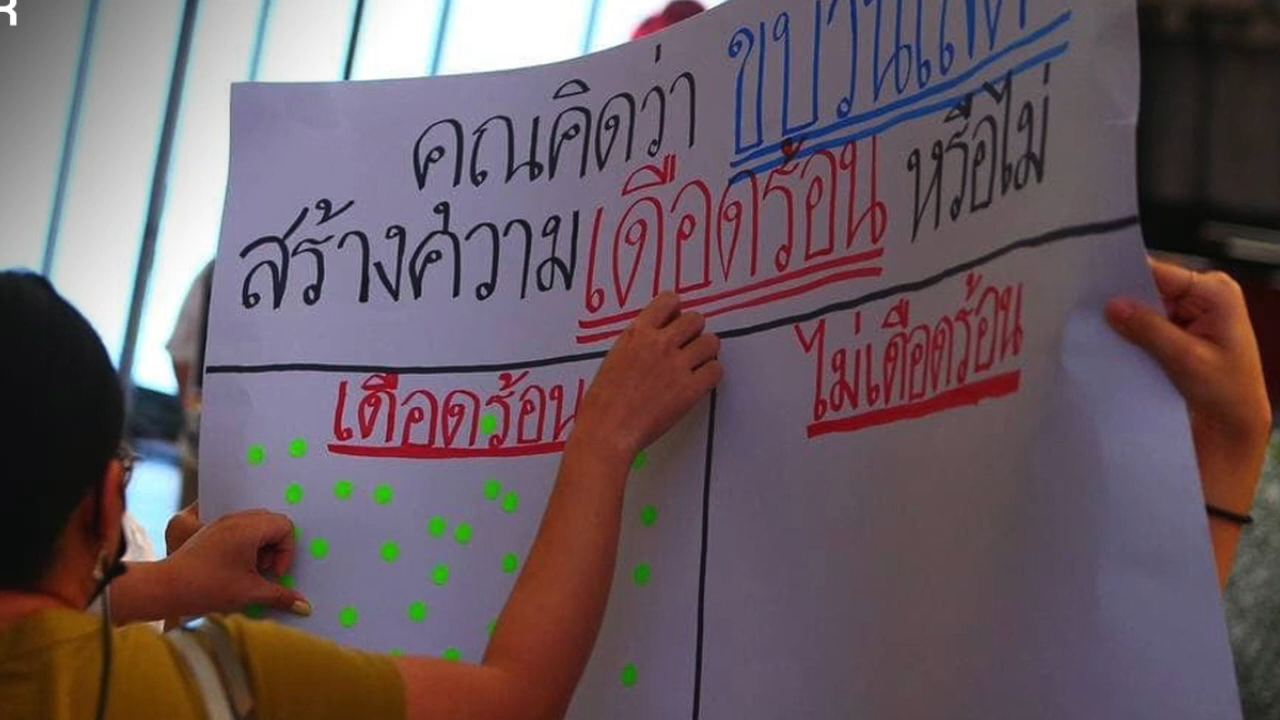 คุณคิดว่า ขบวนเสด็จ
สร้างความเดือดร้อน หรือไม่
เดือดร้อน
ไม่เดือดร้อน